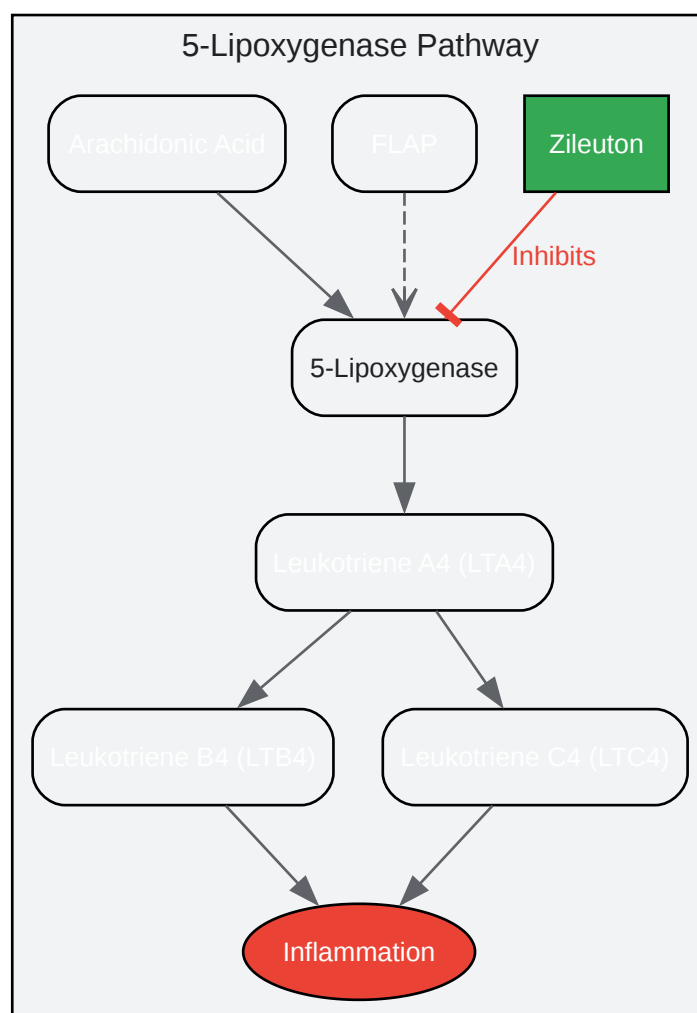 5-Lipoxygenase Pathway
Arachidonic Acid
FLAP
Zileuton
Inhibits
5-Lipoxygenase
Leukotriene A4 (LTA4)
Leukotriene B4 (LTB4)
Leukotriene C4 (LTC4)
Inflammation